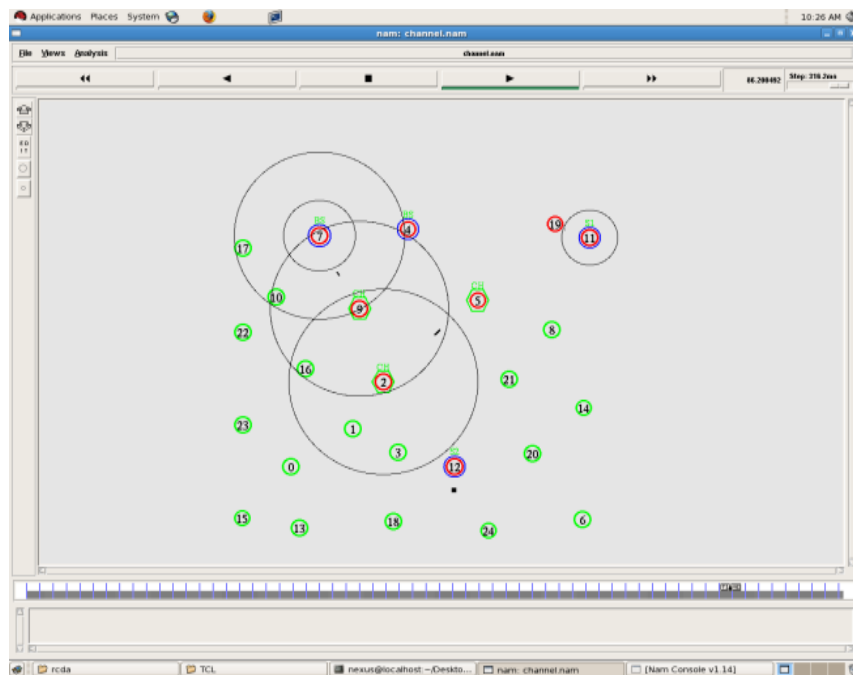 Applications Places System 10:26 AM
nam: channel.nam
File Views Analysis channel.nam
86.200492 Step: 316.2ms
BS MS S1
7 4 19 11
17
CH
10 9 5
CH
22 8
CH
16 2 21
14
23 1
3 20
S2
0 12
15 13 18 24 6
rcda TCL nexus@localhost:~/Deskto... nam: channel.nam [Nam Console v1.14]